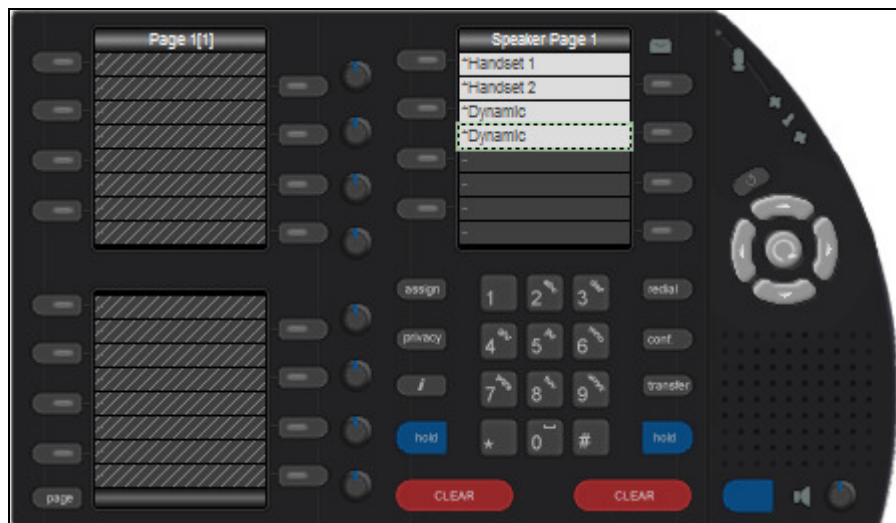 Page 1[1]
Speaker Page 1
*Handset 1
*Handset 2
*Dynamic
*Dynamic
-
-
-
-
assign
1
2
3
redial
privacy
4
5
6
conf.
i
7
8
9
transfer
hold
*
0
#
hold
CLEAR
CLEAR
page